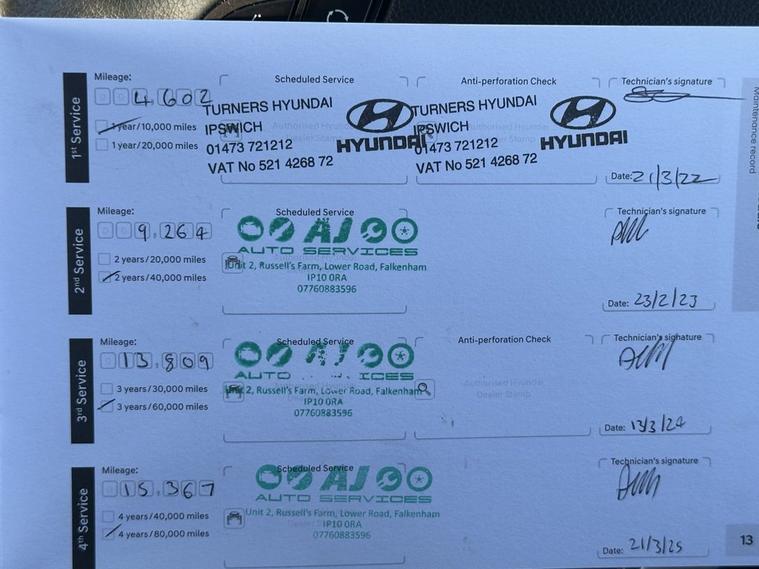 Maintenance record
1st Service
Mileage:
4,602
1 year/10,000 miles
1 year/20,000 miles
Scheduled Service
TURNERS HYUNDAI
IPSWICH
01473 721212
VAT No 521 4268 72
HYUNDAI
Anti-perforation Check
TURNERS HYUNDAI
IPSWICH
01473 721212
VAT No 521 4268 72
HYUNDAI
Technician's signature
Date: 21/3/22
2nd Service
Mileage:
9,264
2 years/20,000 miles
2 years/40,000 miles
Scheduled Service
AJ
AUTO SERVICES
Unit 2, Russell's Farm, Lower Road, Falkenham
IP10 0RA
07760883596
Technician's signature
Date: 23/2/23
3rd Service
Mileage:
13,809
3 years/30,000 miles
3 years/60,000 miles
Scheduled Service
AJ
AUTO SERVICES
Unit 2, Russell's Farm, Lower Road, Falkenham
IP10 0RA
07760883596
Anti-perforation Check
Authorised Hyundai
Dealer Stamp
Technician's signature
Date: 13/3/24
4th Service
Mileage:
15,367
4 years/40,000 miles
4 years/80,000 miles
Scheduled Service
AJ
AUTO SERVICES
Unit 2, Russell's Farm, Lower Road, Falkenham
IP10 0RA
07760883596
Technician's signature
Date: 21/3/25
13